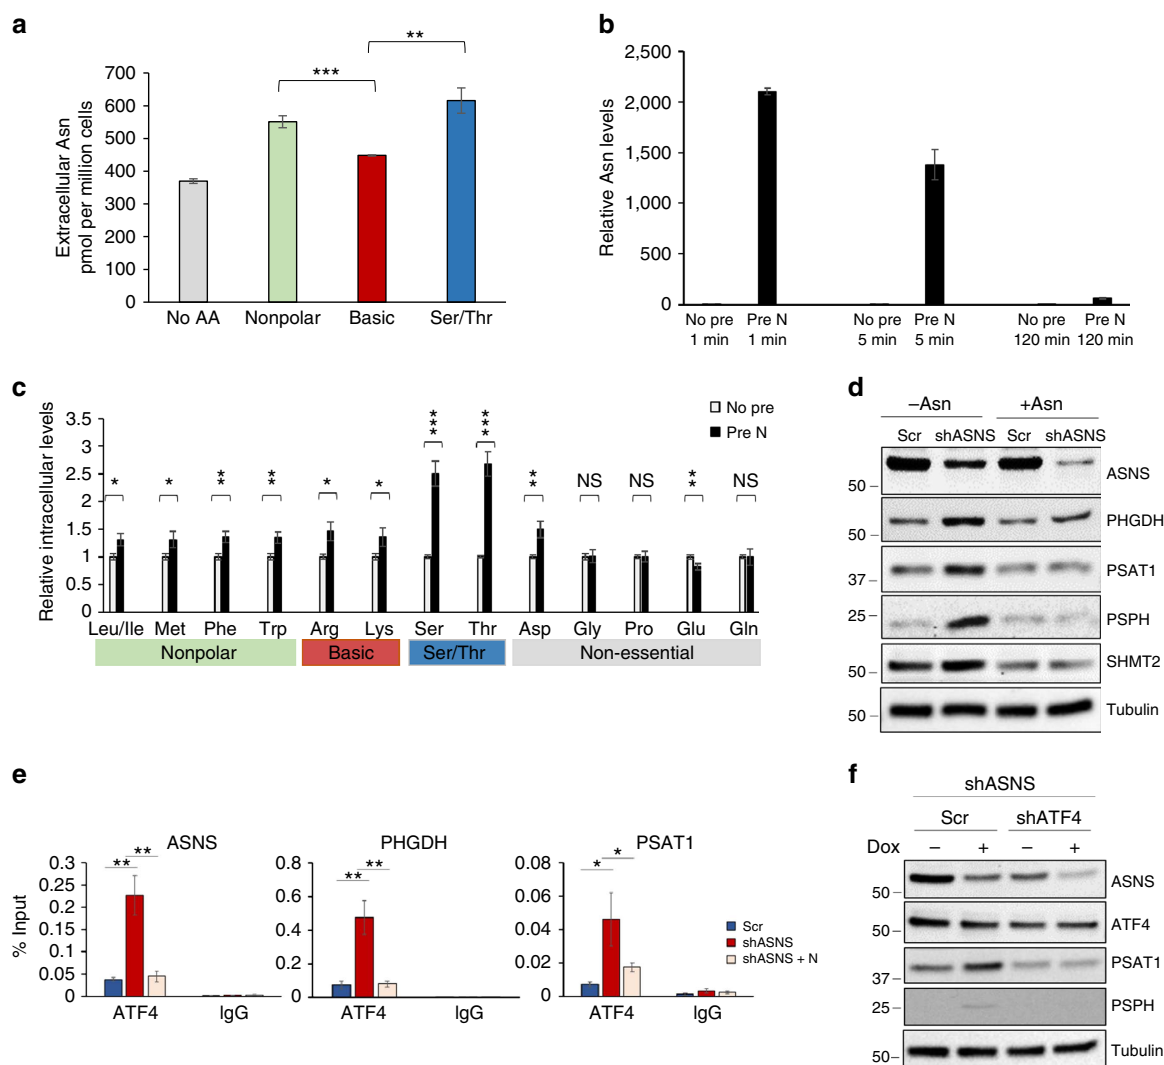 a
Extracellular Asn
pmol per million cells
700
600
500
400
300
200
100
0
***
**
No AA Nonpolar Basic Ser/Thr
b
Relative Asn levels
2,500
2,000
1,500
1,000
500
0
No pre Pre N No pre Pre N No pre Pre N
1 min 1 min 5 min 5 min 120 min 120 min
c
Relative intracellular levels
3.5
3
2.5
2
1.5
1
0.5
0
No pre
Pre N
* * ** ** * * *** *** ** NS NS ** NS
Leu/Ile Met Phe Trp Arg Lys Ser Thr Asp Gly Pro Glu Gln
Nonpolar Basic Ser/Thr Non-essential
d
–Asn +Asn
Scr shASNS Scr shASNS
50 ASNS
50 PHGDH
37 PSAT1
25 PSPH
50 SHMT2
50 Tubulin
e
% Input
ASNS
0.3
0.25
0.2
0.15
0.1
0.05
0
** **
ATF4 IgG
PHGDH
0.8
0.6
0.4
0.2
0
** **
ATF4 IgG
PSAT1
0.08
0.06
0.04
0.02
0
* *
ATF4 IgG
Scr
shASNS
shASNS + N
f
shASNS
Scr shATF4
Dox – + – +
50 ASNS
50 ATF4
37 PSAT1
25 PSPH
50 Tubulin